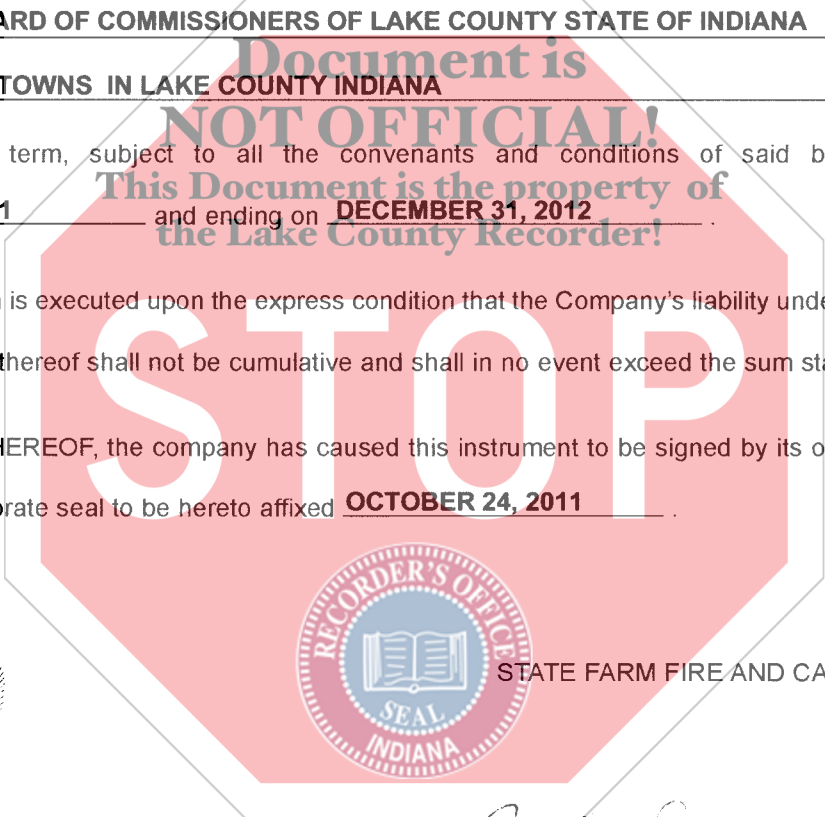 ARD OF COMMISSIONERS OF LAKE COUNTY STATE OF INDIANA
Document is
TOWNS IN LAKE COUNTY INDIANA
NOT OFFICIAL!
term, subject to all the convenants and conditions of said b
This Document is the property of
1 and ending on DECEMBER 31, 2012 .
the Lake County Recorder!
is executed upon the express condition that the Company's liability unde
thereof shall not be cumulative and shall in no event exceed the sum sta
STOP
HEREOF, the company has caused this instrument to be signed by its o
orate seal to be hereto affixed OCTOBER 24, 2011 .
RECORDER'S OFFICE
STATE FARM FIRE AND CA
SEAL
INDIANA